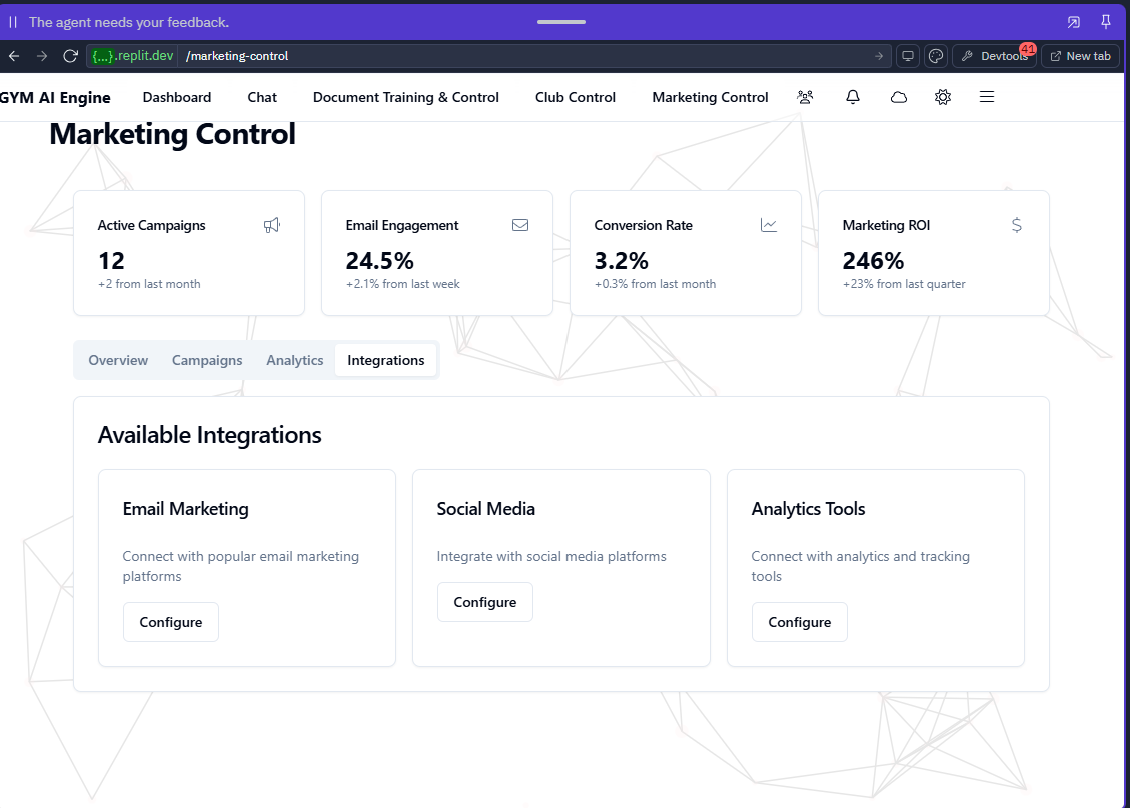 The agent needs your feedback.
{...}.replit.dev /marketing-control
41
Devtools
New tab
GYM AI Engine
Dashboard
Chat
Document Training & Control
Club Control
Marketing Control
Marketing Control
Active Campaigns
12
+2 from last month
Email Engagement
24.5%
+2.1% from last week
Conversion Rate
3.2%
+0.3% from last month
Marketing ROI
$
246%
+23% from last quarter
Overview
Campaigns
Analytics
Integrations
Available Integrations
Email Marketing
Connect with popular email marketing
platforms
Configure
Social Media
Integrate with social media platforms
Configure
Analytics Tools
Connect with analytics and tracking
tools
Configure